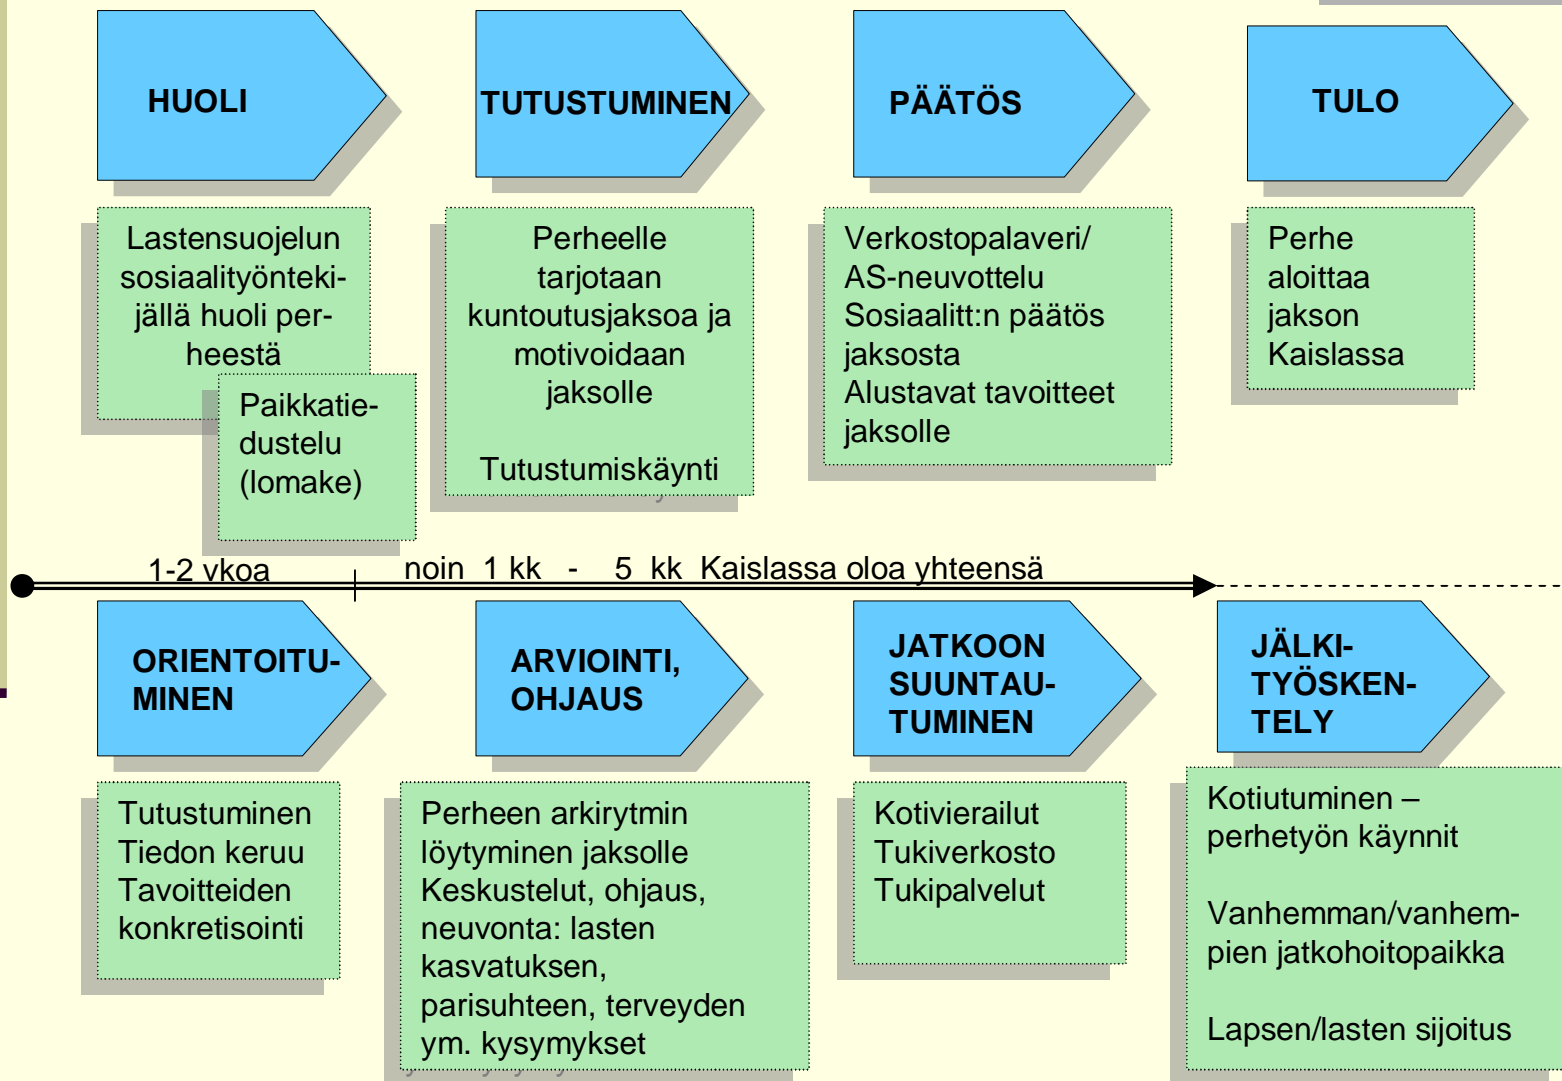 HUOLI
TUTUSTUMINEN
PÄÄTÖS
TULO
Lastensuojelun
sosiaalityönteki-
jällä huoli per-
heestä
Paikkatie-
dustelu
(lomake)
Perheelle
tarjotaan
kuntoutusjaksoa ja
motivoidaan
jaksolle
Tutustumiskäynti
Verkostopalaveri/
AS-neuvottelu
Sosiaalitt:n päätös
jaksosta
Alustavat tavoitteet
jaksolle
Perhe
aloittaa
jakson
Kaislassa
1-2 vkoa
noin 1 kk - 5 kk Kaislassa oloa yhteensä
ORIENTOITU-
MINEN
ARVIOINTI,
OHJAUS
JATKOON
SUUNTAU-
TUMINEN
JÄLKI-
TYÖSKEN-
TELY
Tutustuminen
Tiedon keruu
Tavoitteiden
konkretisointi
Perheen arkirytmin
löytyminen jaksolle
Keskustelut, ohjaus,
neuvonta: lasten
kasvatuksen,
parisuhteen, terveyden
ym. kysymykset
Kotivierailut
Tukiverkosto
Tukipalvelut
Kotiutuminen –
perhetyön käynnit
Vanhemman/vanhem-
pien jatkohoitopaikka
Lapsen/lasten sijoitus